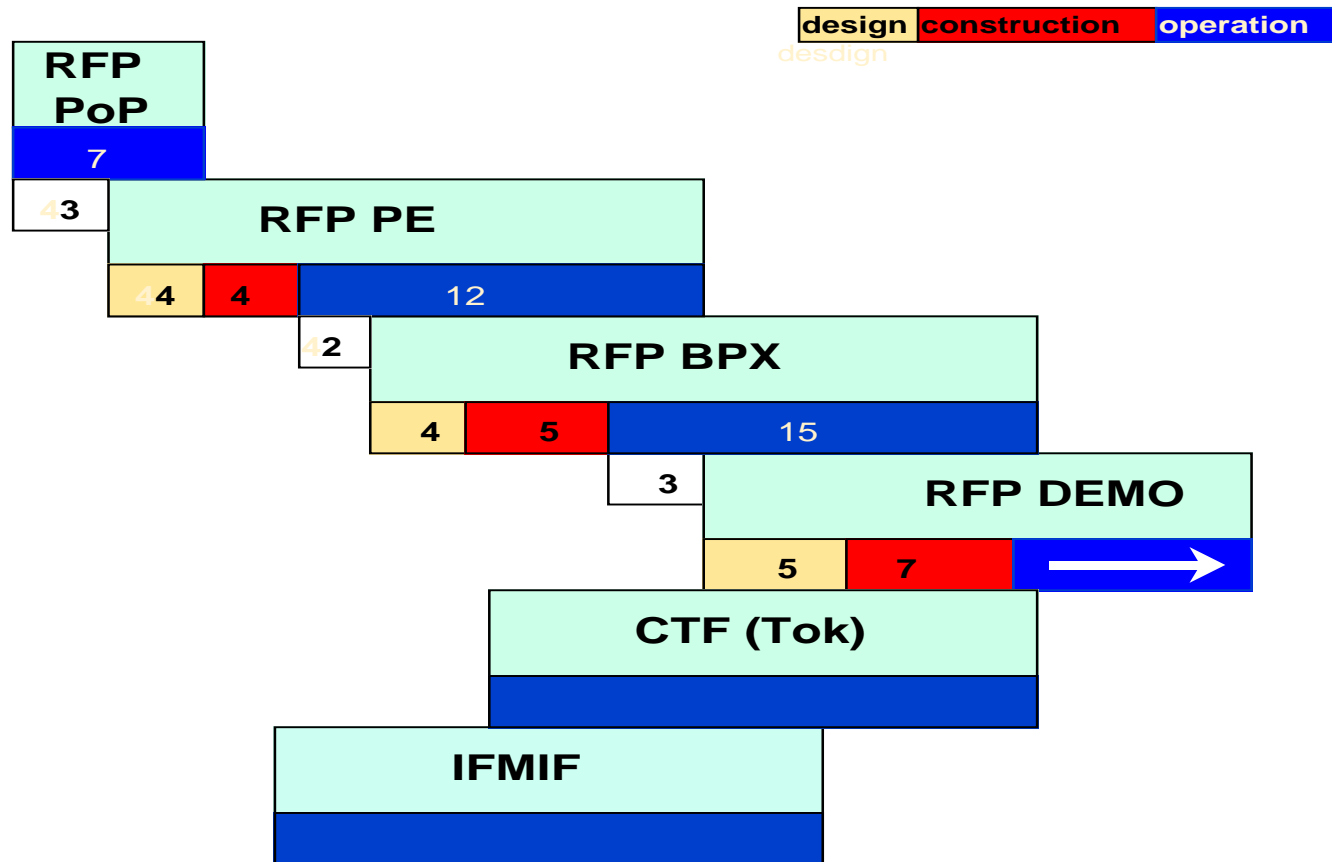 design construction operation
desdign
RFP
PoP
7
43
RFP PE
44 4 12
42
RFP BPX
4 5 15
3
RFP DEMO
5 7
CTF (Tok)
IFMIF